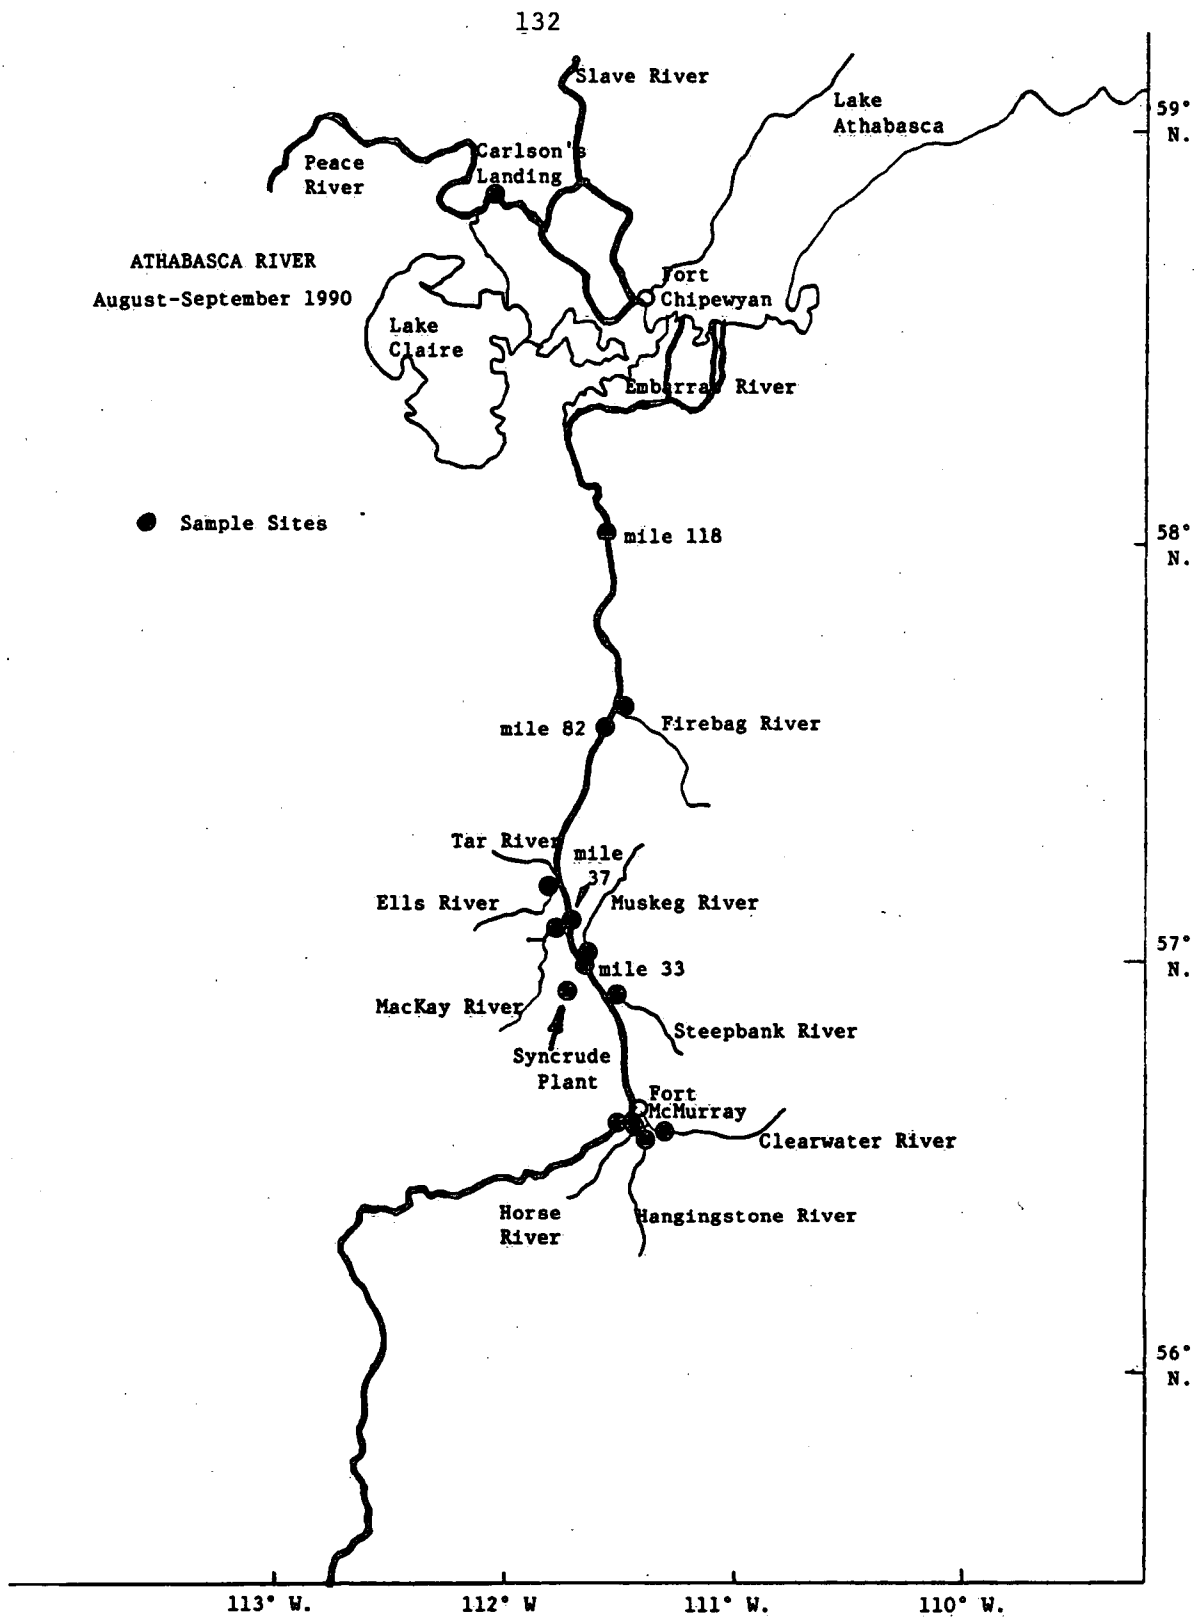 132
Slave River
Lake
Athabasca
59°
N.
Carlson's
Landing
Peace
River
ATHABASCA RIVER
August-September 1990
Fort
Chipewyan
Lake
Claire
Embarras River
Sample Sites
mile 118
58°
N.
mile 82
Firebag River
Tar River
mile
37
Ells River
Muskeg River
57°
N.
mile 33
MacKay River
Steepbank River
Syncrude
Plant
Fort
McMurray
Clearwater River
Horse
River
Hangingstone River
56°
N.
113° W.
112° W
111° W.
110° W.